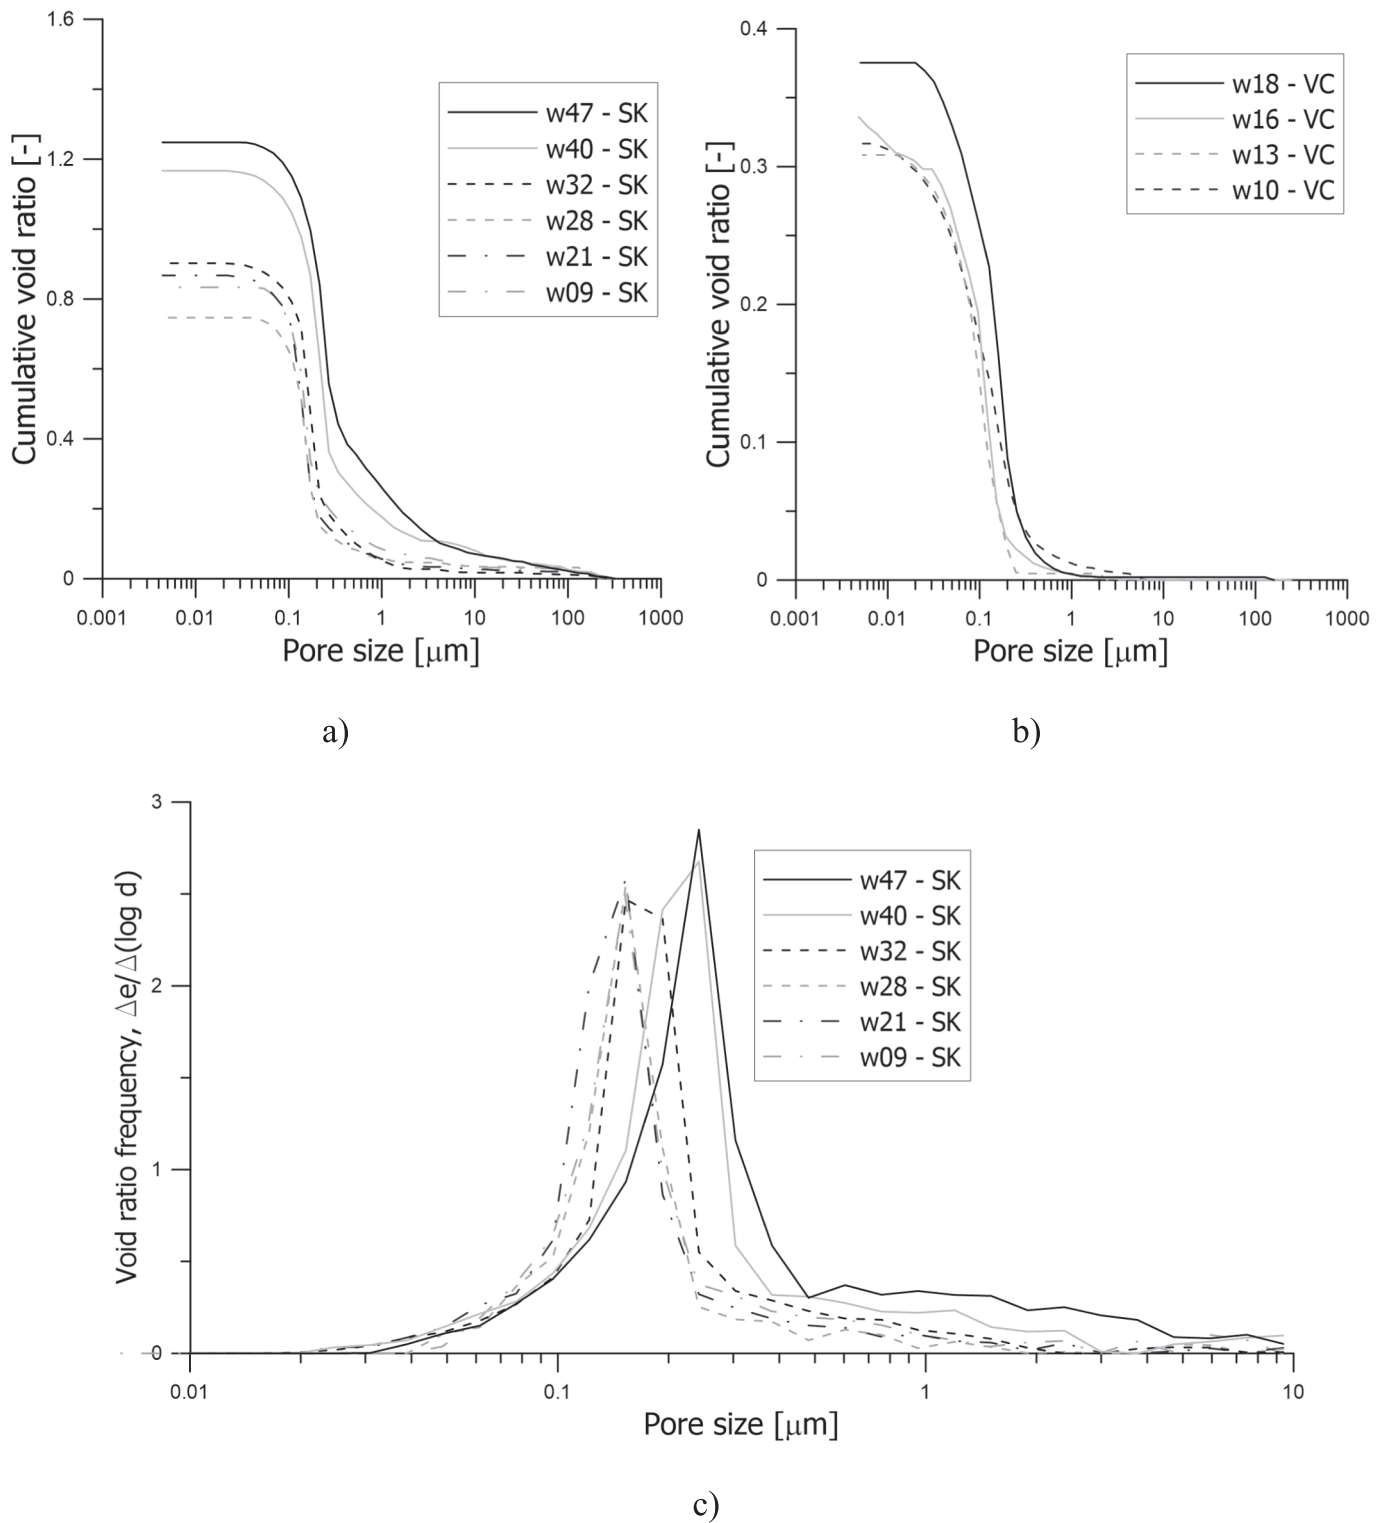 1.6
1.2
0.8
0.4
0
Cumulative void ratio [-]
w47 - SK
w40 - SK
w32 - SK
w28 - SK
w21 - SK
w09 - SK
0.001 0.01 0.1 1 10 100 1000
Pore size [μm]
a)
0.4
0.3
0.2
0.1
0
Cumulative void ratio [-]
w18 - VC
w16 - VC
w13 - VC
w10 - VC
0.001 0.01 0.1 1 10 100 1000
Pore size [μm]
b)
3
2
1
0
Void ratio frequency, Δe/Δ(log d)
w47 - SK
w40 - SK
w32 - SK
w28 - SK
w21 - SK
w09 - SK
0.01 0.1 1 10
Pore size [μm]
c)